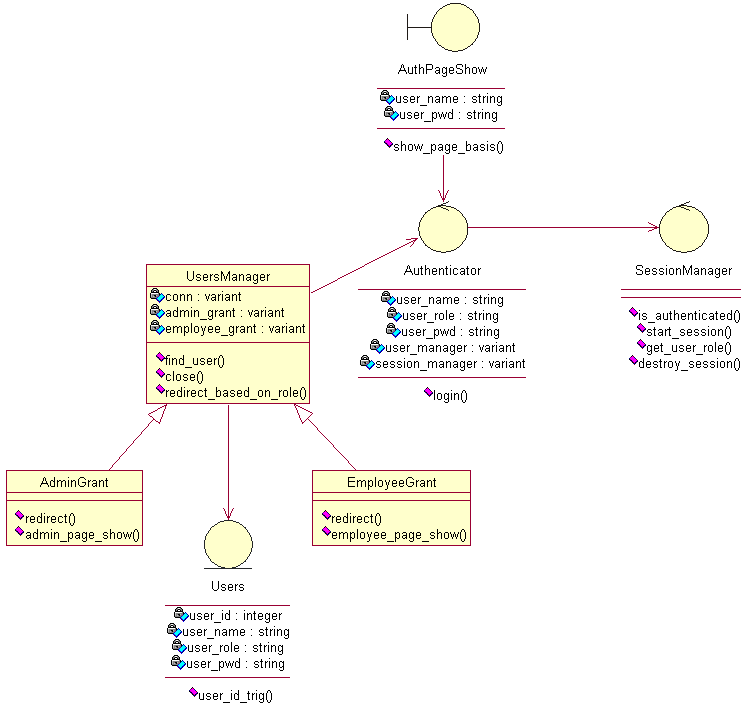 AuthPageShow
user_name : string
user_pwd : string
show_page_basis()
Authenticator
user_name : string
user_role : string
user_pwd : string
user_manager : variant
session_manager : variant
login()
SessionManager
is_authenticated()
start_session()
get_user_role()
destroy_session()
UsersManager
conn : variant
admin_grant : variant
employee_grant : variant
find_user()
close()
redirect_based_on_role()
AdminGrant
redirect()
admin_page_show()
EmployeeGrant
redirect()
employee_page_show()
Users
user_id : integer
user_name : string
user_role : string
user_pwd : string
user_id_trig()